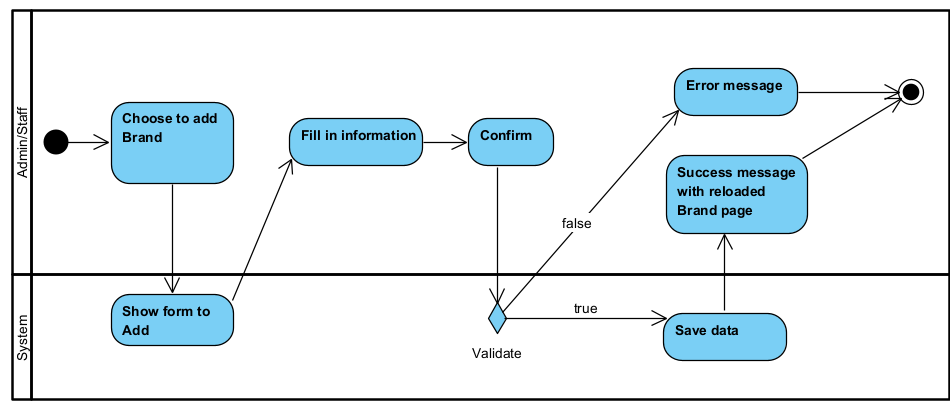 Admin/Staff
Choose to add
Brand
Fill in information
Confirm
Error message
Success message
with reloaded
Brand page
false
System
Show form to
Add
true
Validate
Save data